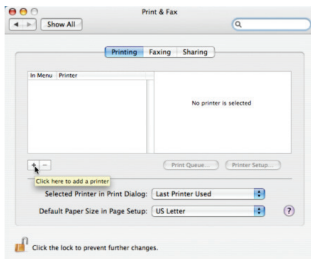 Print & Fax
Show All
Printing Faxing Sharing
In Menu Printer
No printer is selected
+ -
Print Queue... Printer Setup...
Click here to add a printer
Selected Printer in Print Dialog: Last Printer Used
Default Paper Size in Page Setup: US Letter ?
Click the lock to prevent further changes.